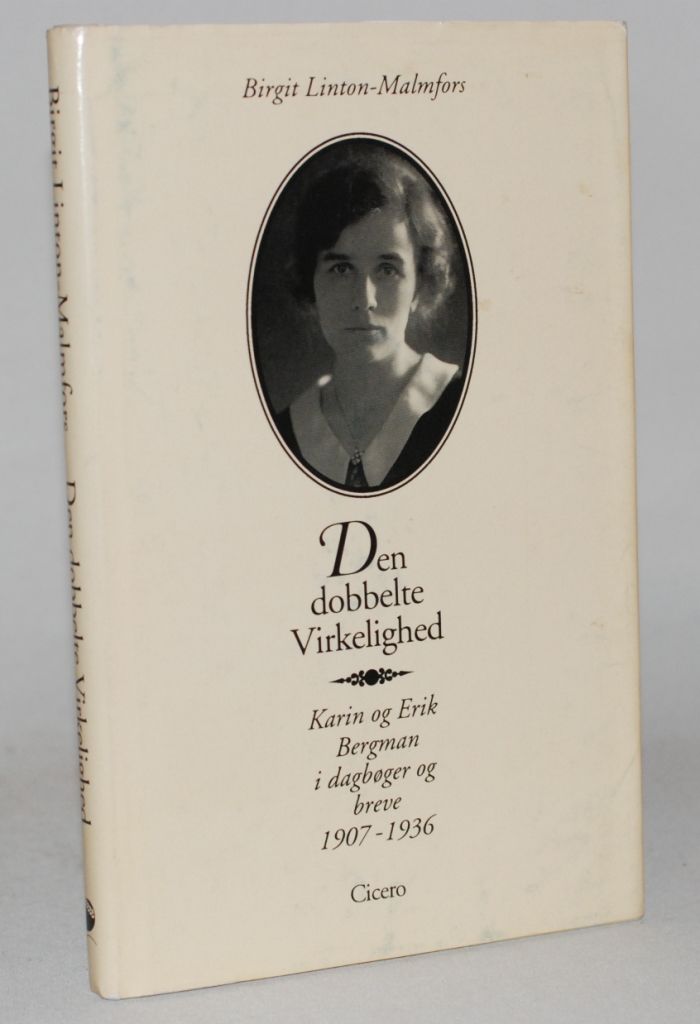 Birgit Linton-Malmfors
Den
dobbelte
Virkelighed
Karin og Erik
Bergman
i dagbøger og
breve
1907-1936
Cicero
Birgit Linton-Malmfors Den dobbelte Virkelighed